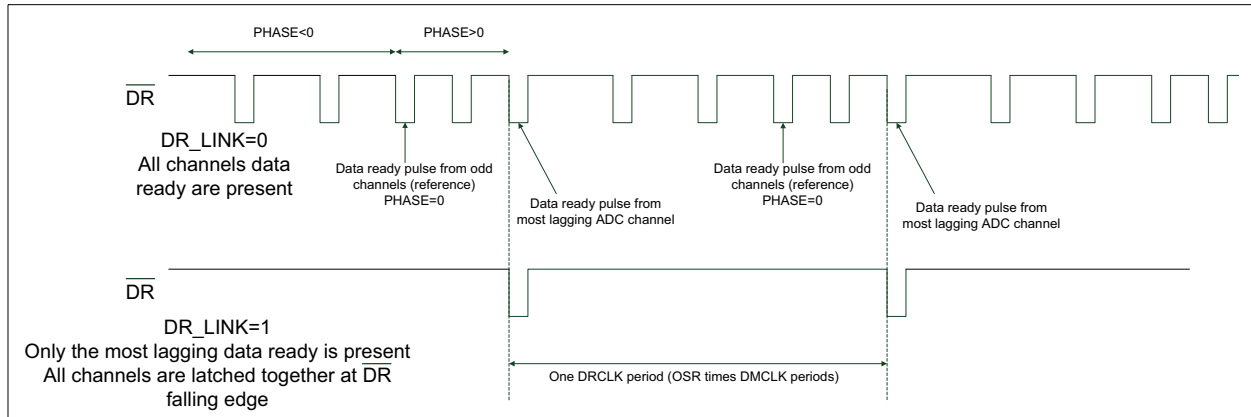 PHASE<0
PHASE>0
DR
DR_LINK=0
All channels data
ready are present
Data ready pulse from odd
channels (reference)
PHASE=0
Data ready pulse from
most lagging ADC channel
Data ready pulse from odd
channels (reference)
PHASE=0
Data ready pulse from
most lagging ADC channel
DR
DR_LINK=1
Only the most lagging data ready is present
All channels are latched together at DR
falling edge
One DRCLK period (OSR times DMCLK periods)